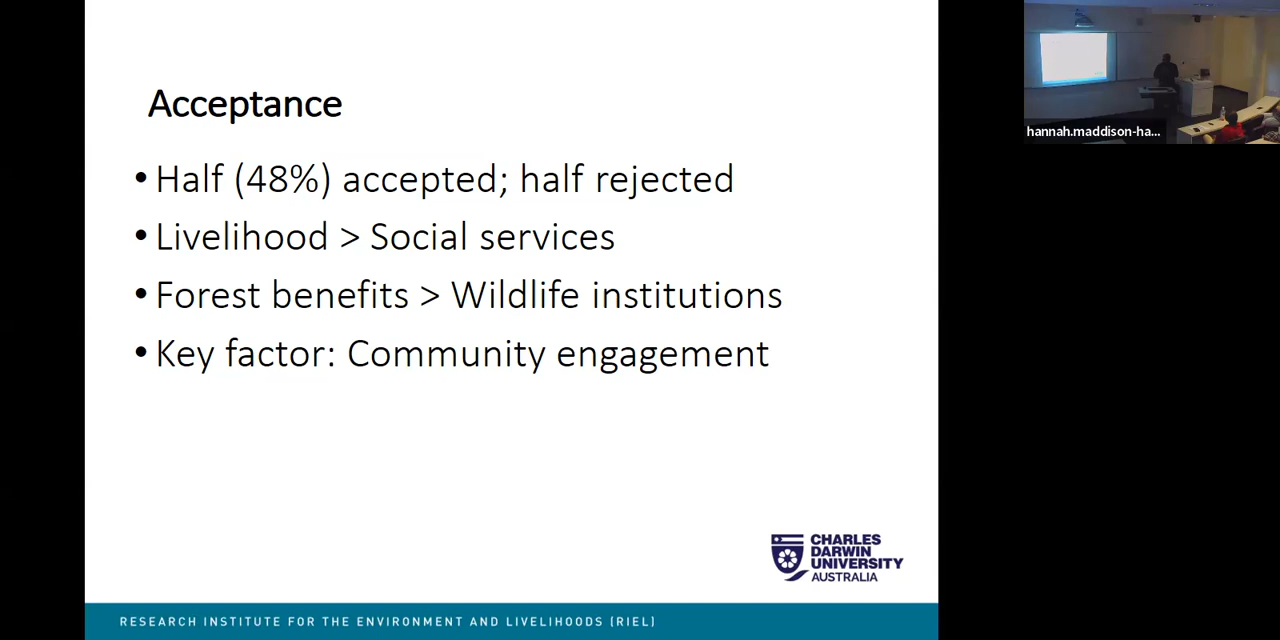 Acceptance
• Half (48%) accepted; half rejected
• Livelihood > Social services
• Forest benefits > Wildlife institutions
• Key factor: Community engagement
CHARLES
DARWIN
UNIVERSITY
AUSTRALIA
RESEARCH INSTITUTE FOR THE ENVIRONMENT AND LIVELIHOODS (RIEL)
hannah.maddison-ha...